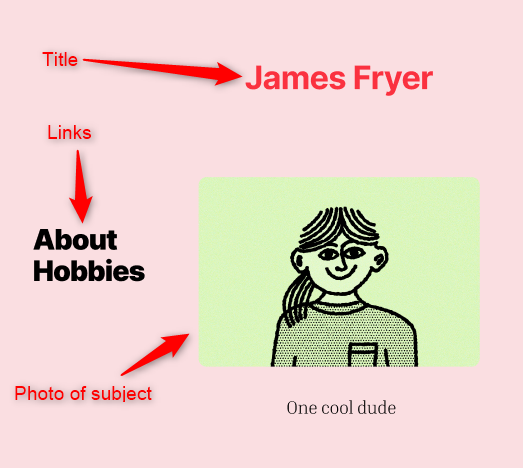 Title
James Fryer
Links
About
Hobbies
Photo of subject
One cool dude